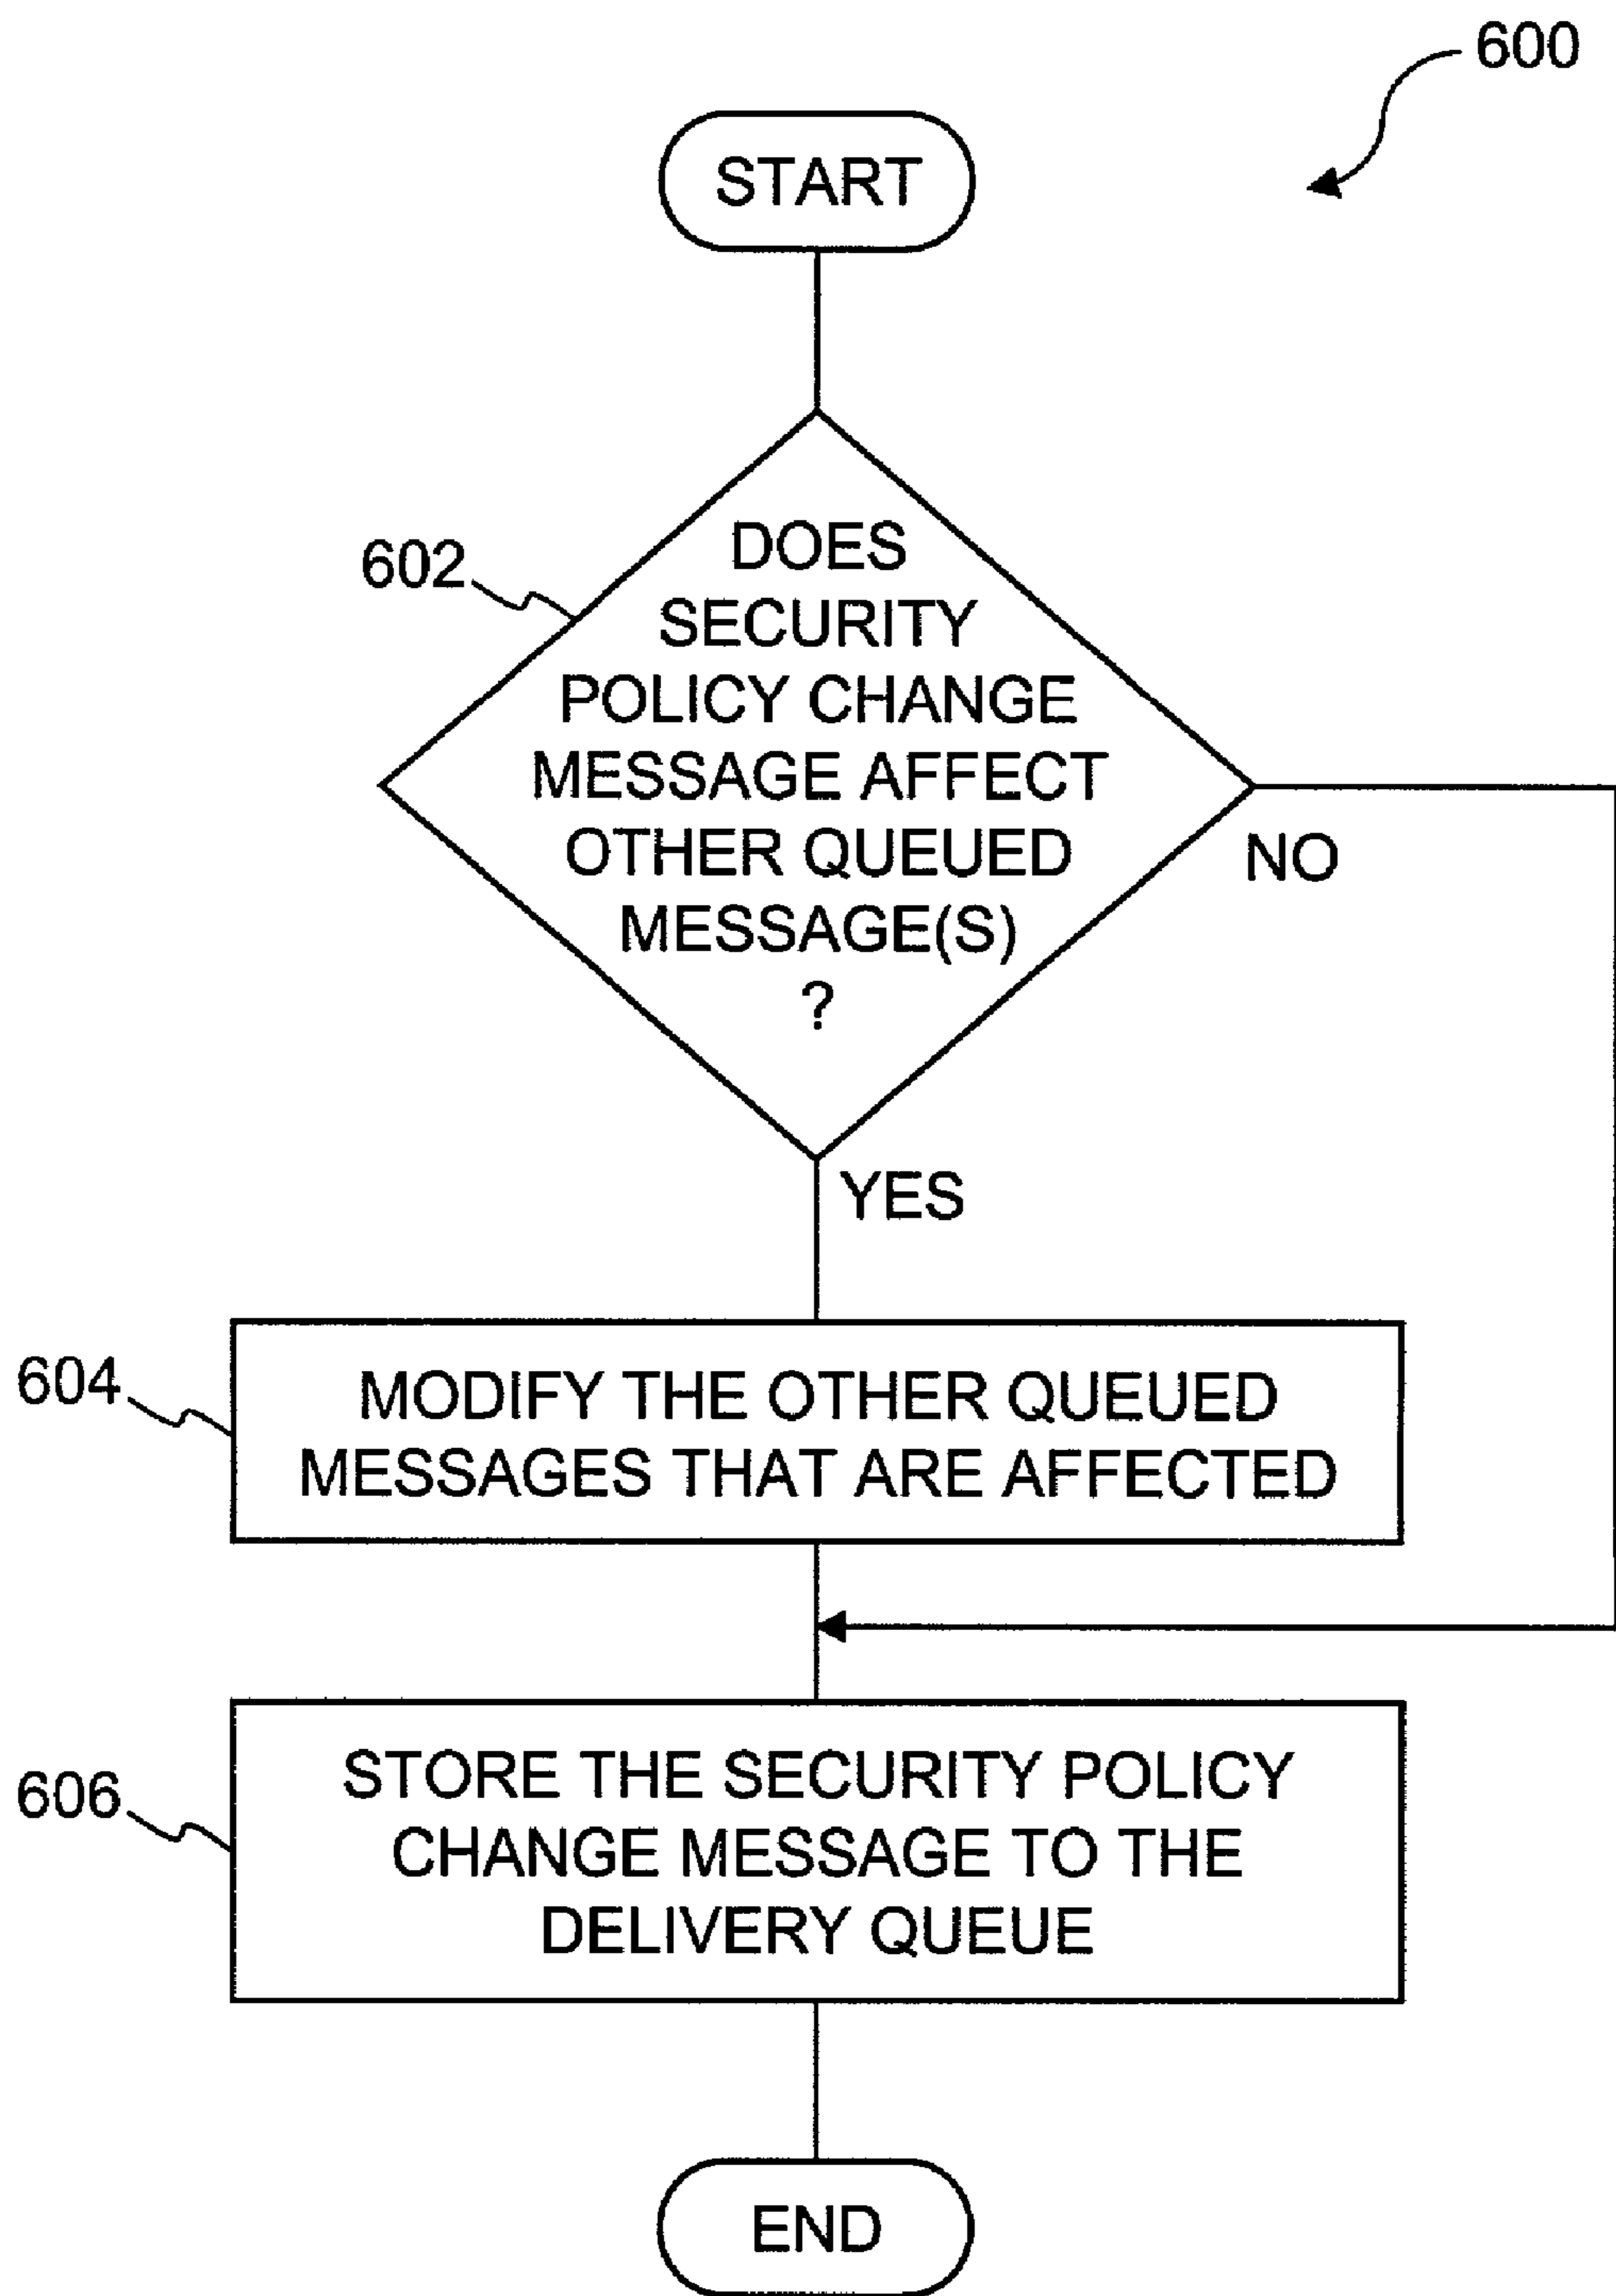 600
START
602
DOES
SECURITY
POLICY CHANGE
MESSAGE AFFECT
OTHER QUEUED
MESSAGE(S)
?
NO
YES
604
MODIFY THE OTHER QUEUED
MESSAGES THAT ARE AFFECTED
606
STORE THE SECURITY POLICY
CHANGE MESSAGE TO THE
DELIVERY QUEUE
END